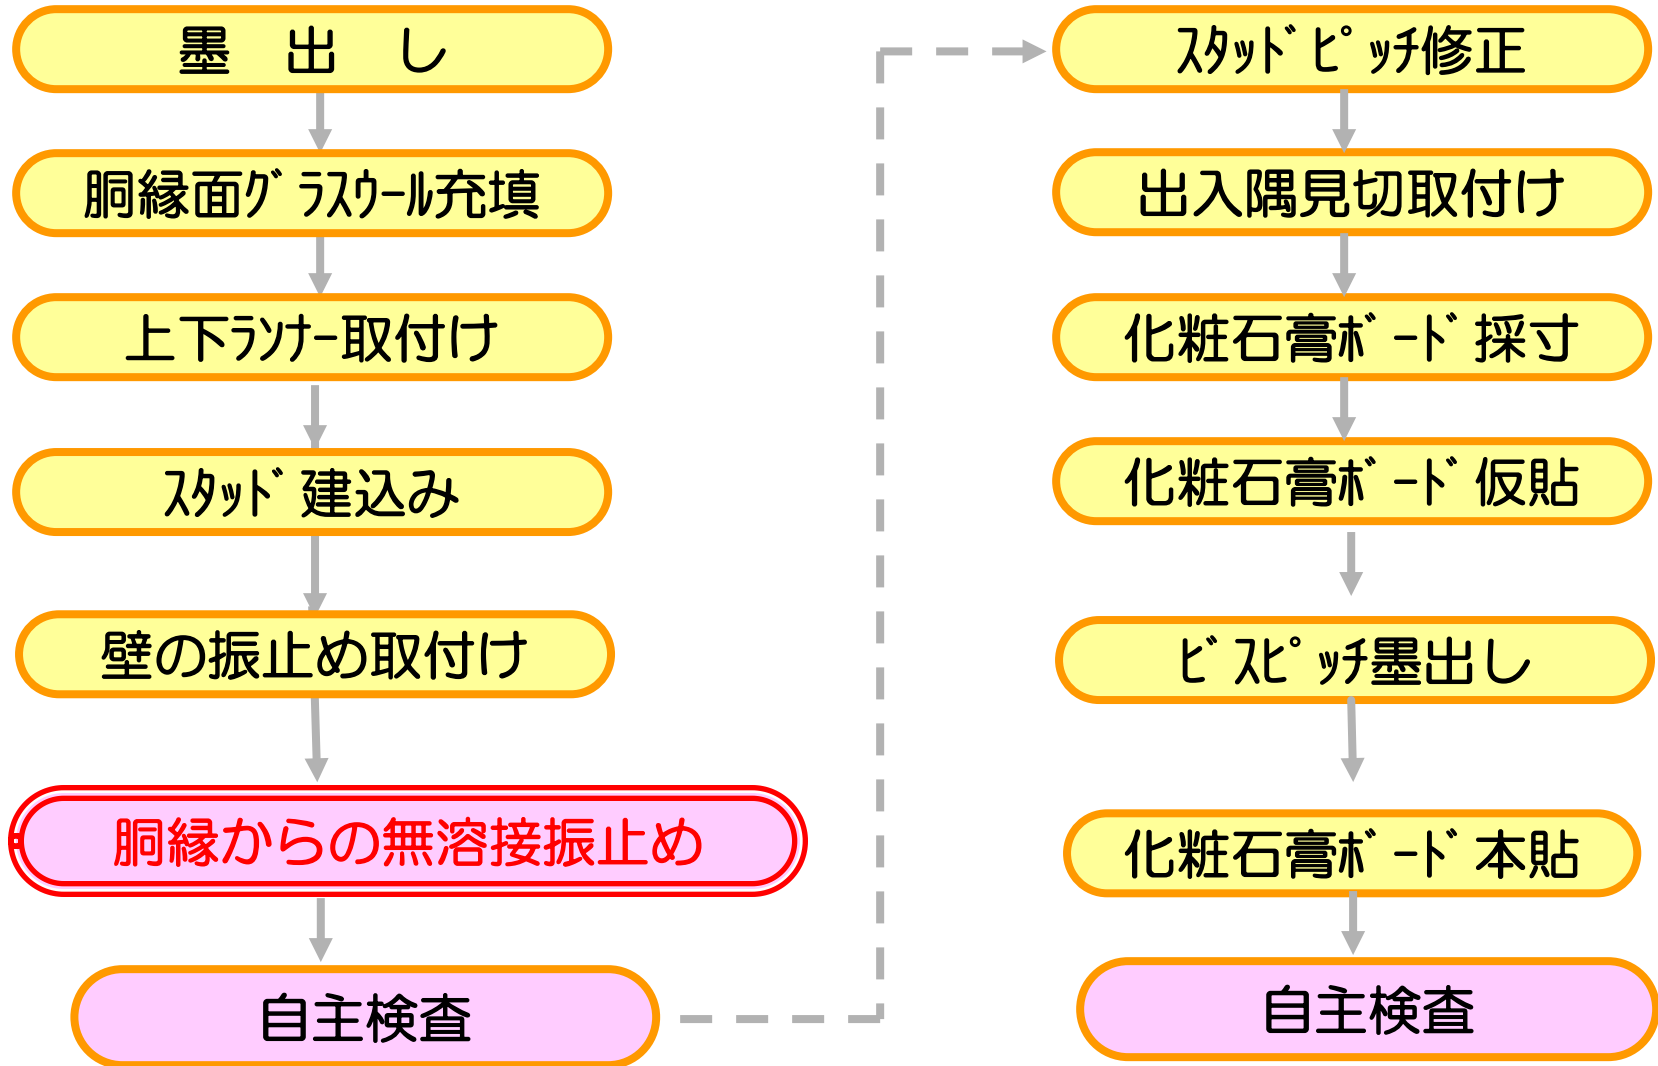 墨　出　し
胴縁面ｸﾞﾗｽｳｰﾙ充填
上下ﾗﾝﾅｰ取付け
ｽﾀｯﾄﾞ建込み
壁の振止め取付け
胴縁からの無溶接振止め
自主検査
ｽﾀｯﾄﾞﾋﾟｯﾁ修正
出入隅見切取付け
化粧石膏ﾎﾞｰﾄﾞ採寸
化粧石膏ﾎﾞｰﾄﾞ仮貼
ﾋﾞｽﾋﾟｯﾁ墨出し
化粧石膏ﾎﾞｰﾄﾞ本貼
自主検査